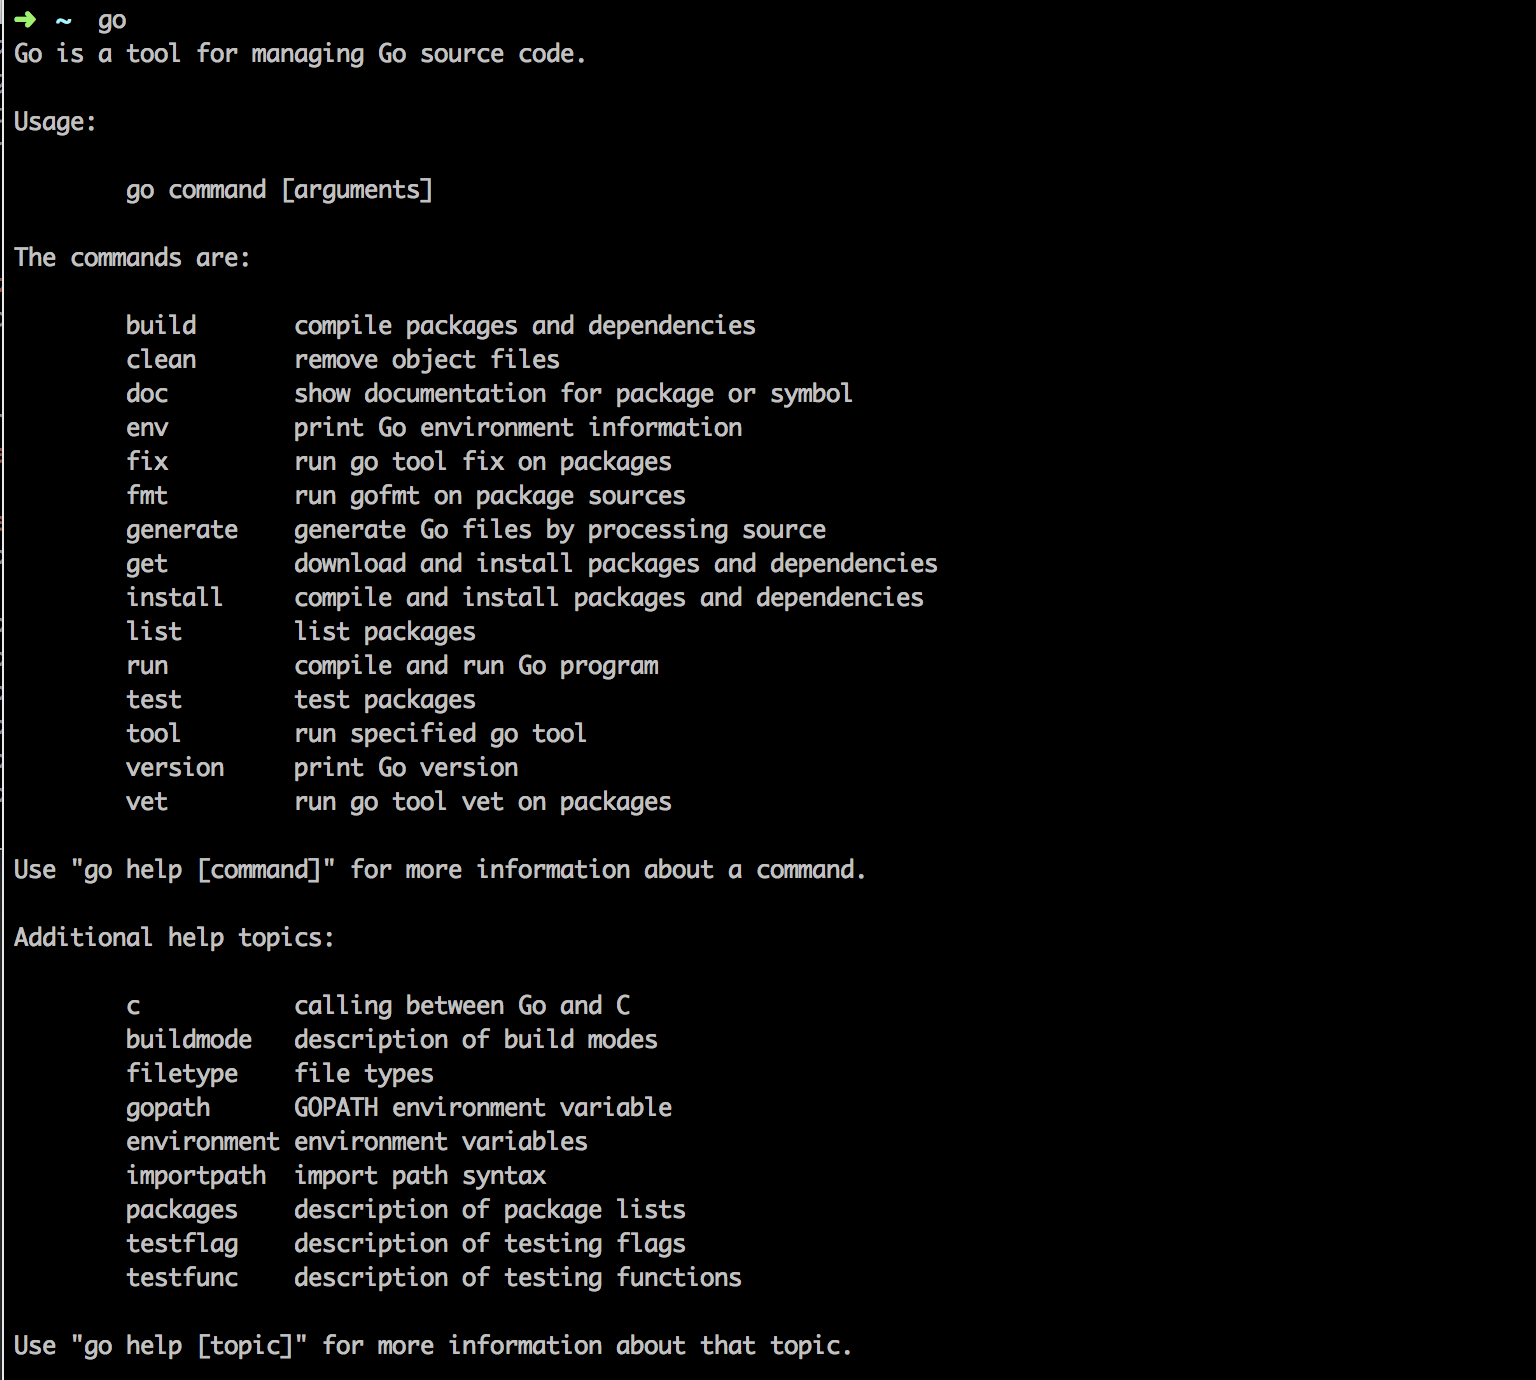 ➜ ~ go
Go is a tool for managing Go source code.

Usage:

        go command [arguments]

The commands are:

        build       compile packages and dependencies
        clean       remove object files
        doc         show documentation for package or symbol
        env         print Go environment information
        fix         run go tool fix on packages
        fmt         run gofmt on package sources
        generate    generate Go files by processing source
        get         download and install packages and dependencies
        install     compile and install packages and dependencies
        list        list packages
        run         compile and run Go program
        test        test packages
        tool        run specified go tool
        version     print Go version
        vet         run go tool vet on packages

Use "go help [command]" for more information about a command.

Additional help topics:

        c           calling between Go and C
        buildmode   description of build modes
        filetype    file types
        gopath      GOPATH environment variable
        environment environment variables
        importpath  import path syntax
        packages    description of package lists
        testflag    description of testing flags
        testfunc    description of testing functions

Use "go help [topic]" for more information about that topic.